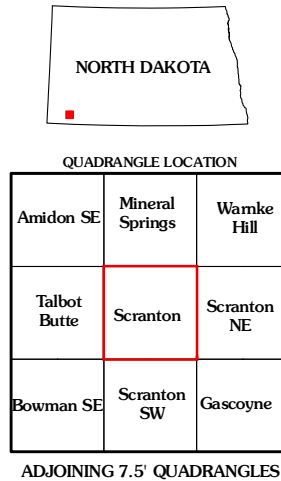 NORTH DAKOTA
QUADRANGLE LOCATION
Amidon SE
Mineral
Springs
Warnke
Hill
Talbot
Butte
Scranton
Scranton
NE
Bowman SE
Scranton
SW
Gascoyne
ADJOINING 7.5' QUADRANGLES